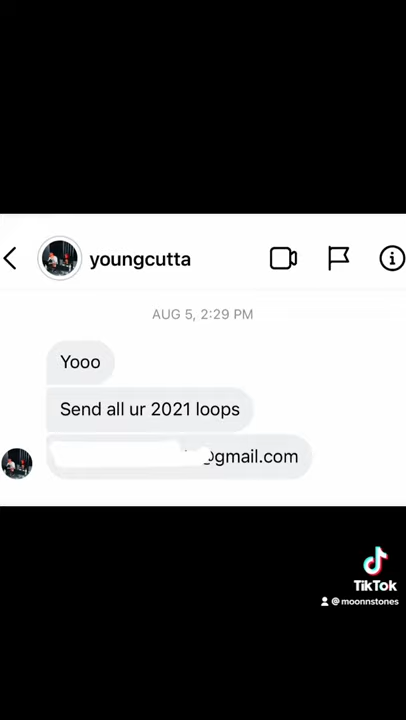 youngcutta
AUG 5, 2:29 PM
Yooo
Send all ur 2021 loops
@gmail.com
TikTok
@moonnstones